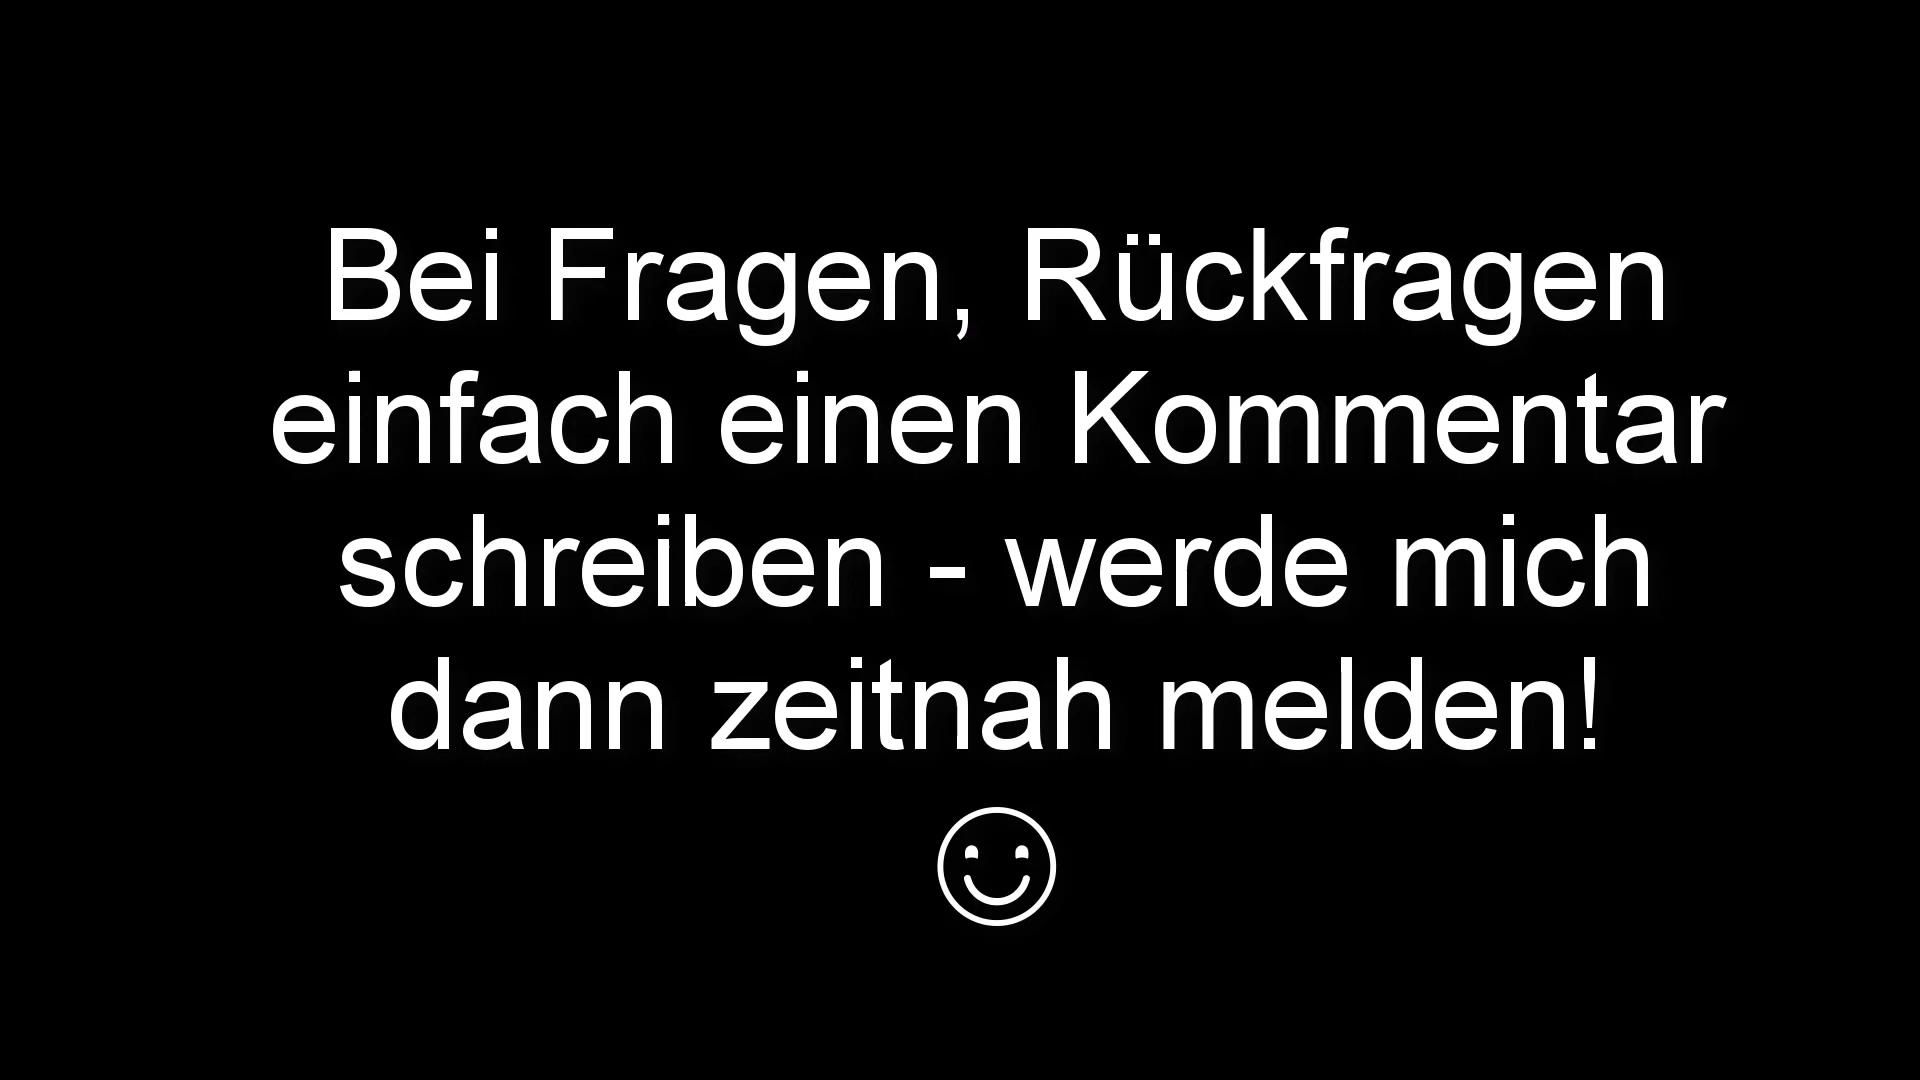 Bei Fragen, Rückfragen
einfach einen Kommentar
schreiben - werde mich
dann zeitnah melden!
☺